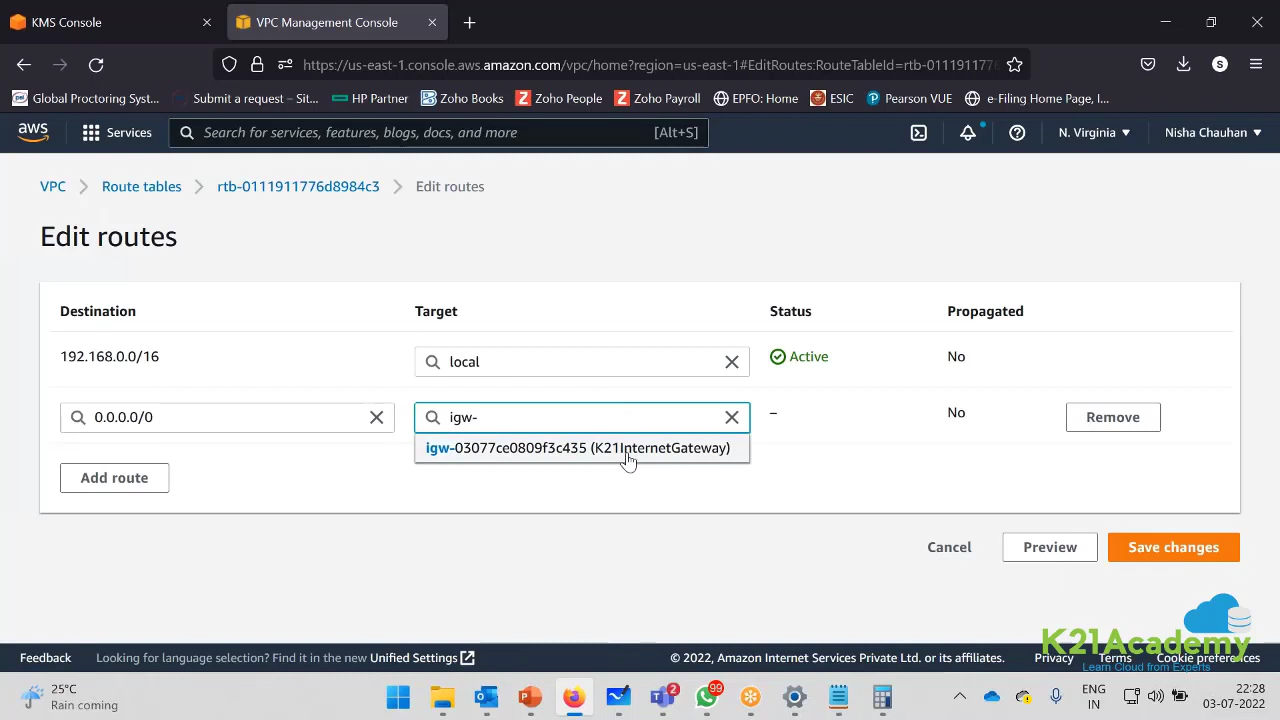 KMS Console
VPC Management Console
https://us-east-1.console.aws.amazon.com/vpc/home?region=us-east-1#EditRoutes:RouteTableId=rtb-011191177
S
Global Proctoring Sy...
Submit a request – Sit...
HP Partner
Zoho Books
Zoho People
Zoho Payroll
EPFO: Home
ESIC
Pearson VUE
e-Filing Home Page, I...
aws
Services
Search for services, features, blogs, docs, and more
[Alt+S]
N. Virginia
Nisha Chauhan
VPC
Route tables
rtb-0111911776d8984c3
Edit routes
Edit routes
Destination
Target
Status
Propagated
192.168.0.0/16
local
Active
No
0.0.0.0/0
igw-
–
No
Remove
igw-03077ce0809f3c435 (K21InternetGateway)
Add route
Cancel
Preview
Save changes
K21Academy
Learn Cloud from Experts
Feedback
Looking for language selection? Find it in the new Unified Settings
© 2022, Amazon Internet Services Private Ltd. or its affiliates.
Privacy
Terms
Cookie preferences
25°C
Rain coming
2
99
ENG
IN
22:28
03-07-2022